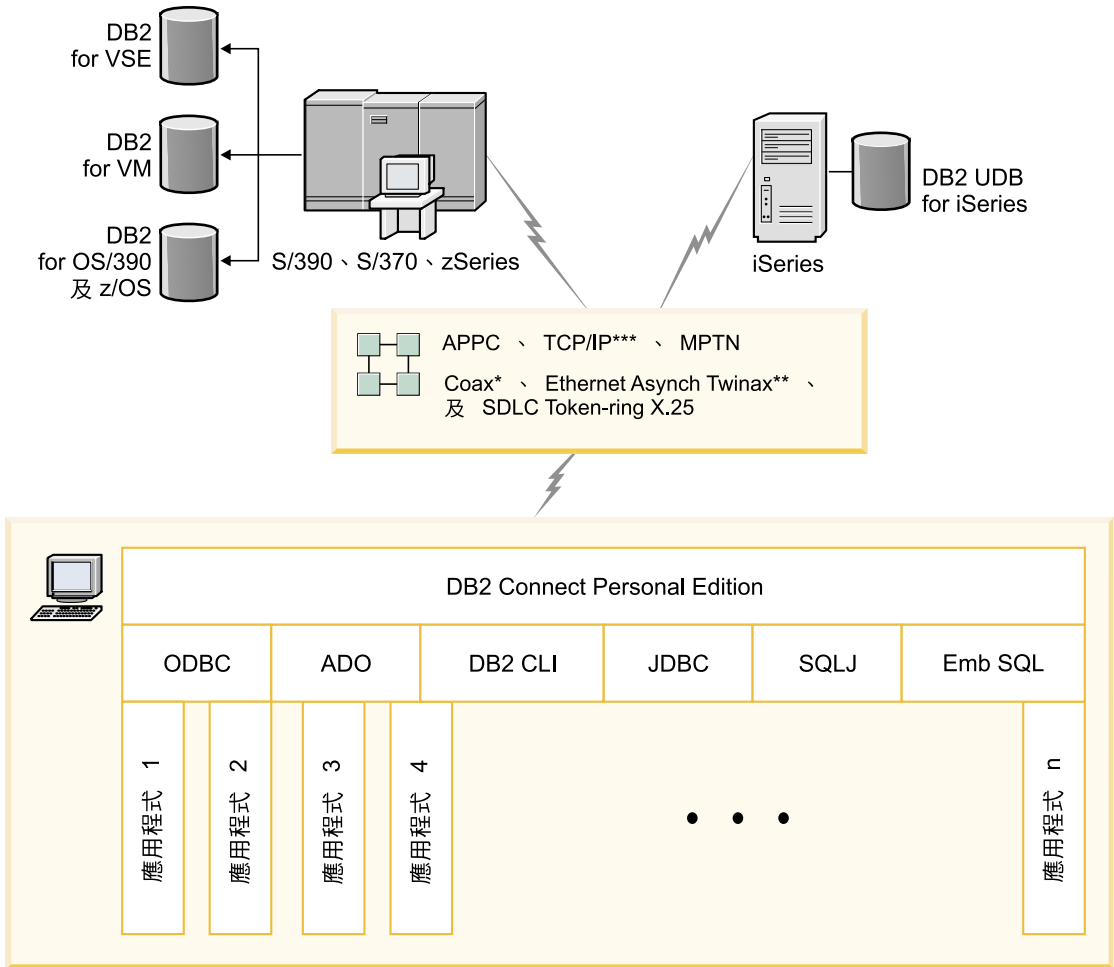 DB2
for VSE
DB2
for VM
DB2
for OS/390
及 z/OS
S/390、S/370、zSeries
DB2 UDB
for iSeries
iSeries
APPC 、 TCP/IP*** 、 MPTN
Coax* 、 Ethernet Asynch Twinax** 、
及 SDLC Token-ring X.25
DB2 Connect Personal Edition
ODBC
ADO
DB2 CLI
JDBC
SQLJ
Emb SQL
應用程式 1
應用程式 2
應用程式 3
應用程式 4
應用程式 n